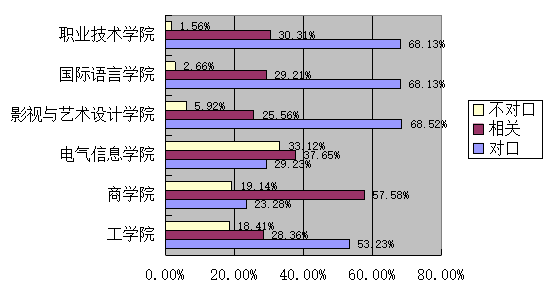 职业技术学院
1.56%
30.31%
68.13%
国际语言学院
2.66%
29.21%
68.13%
影视与艺术设计学院
5.92%
25.56%
68.52%
电气信息学院
33.12%
37.65%
29.23%
商学院
19.14%
57.58%
23.28%
工学院
18.41%
28.36%
53.23%
0.00% 20.00% 40.00% 60.00% 80.00%
不对口
相关
对口